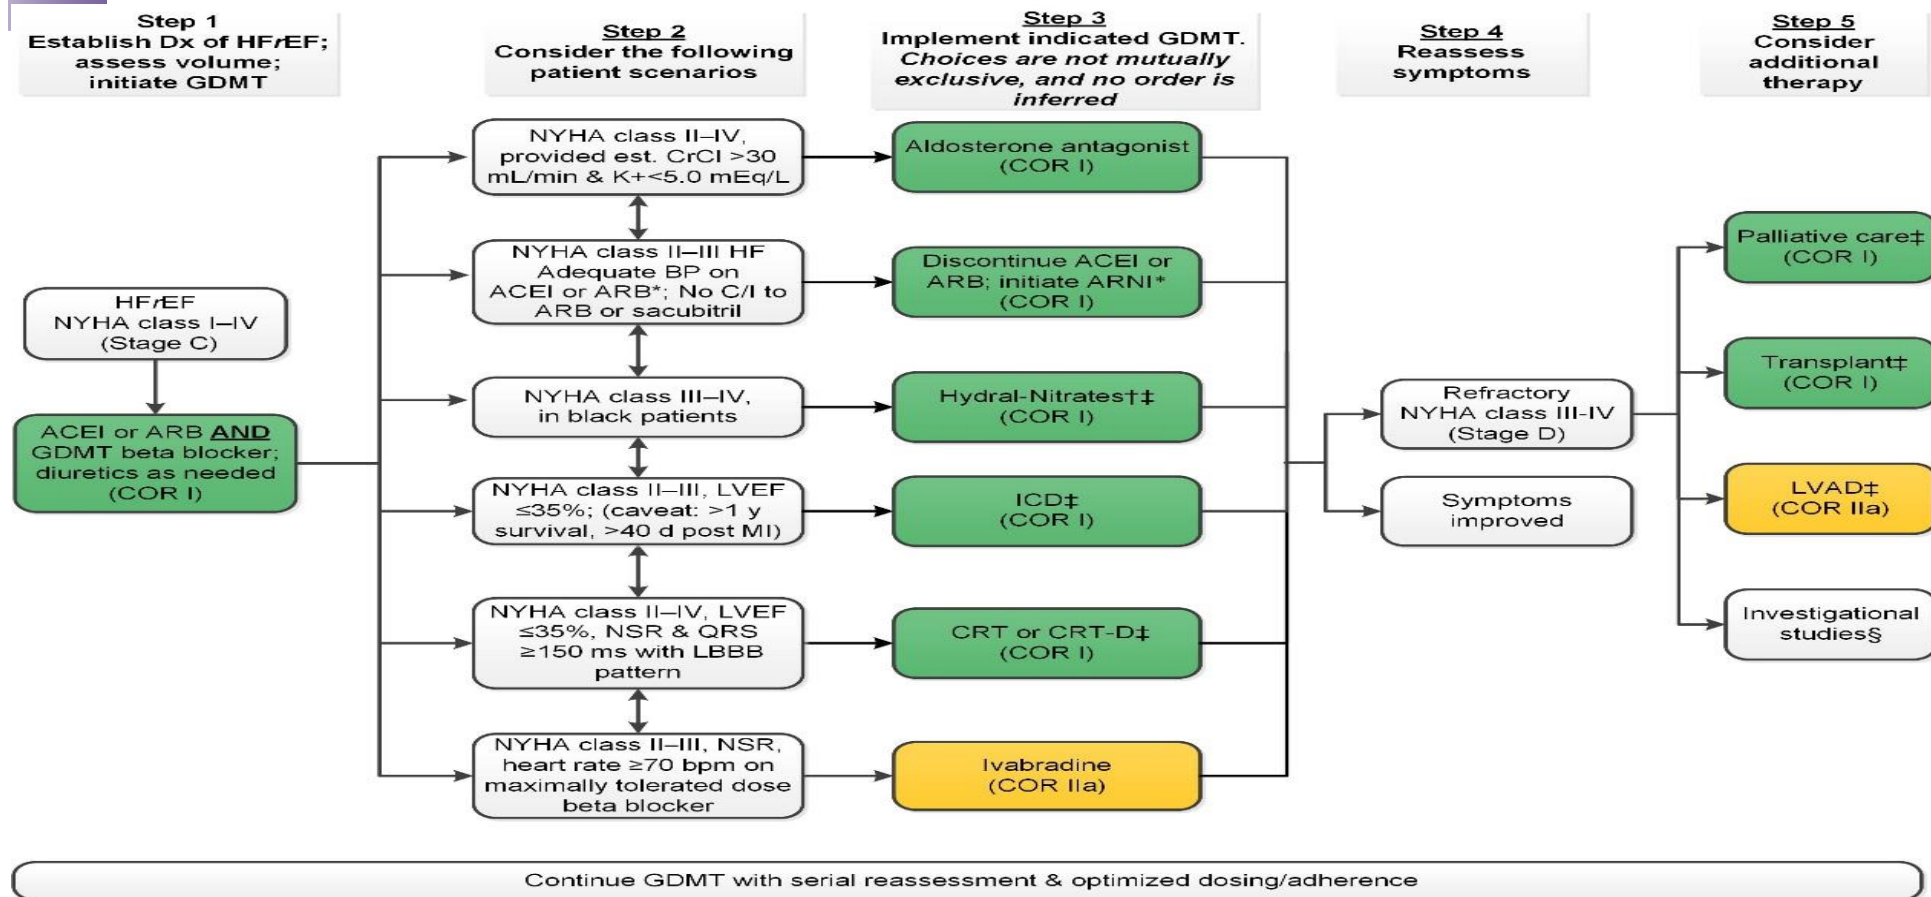 Step 1
Establish Dx of HFrEF;
assess volume;
initiate GDMT
Step 2
Consider the following
patient scenarios
Step 3
Implement indicated GDMT.
Choices are not mutually
exclusive, and no order is
inferred
Step 4
Reassess
symptoms
Step 5
Consider
additional
therapy
HFrEF
NYHA class I–IV
(Stage C)
ACEI or ARB AND
GDMT beta blocker;
diuretics as needed
(COR I)
NYHA class II–IV,
provided est. CrCl >30
mL/min & K+<5.0 mEq/L
NYHA class II–III HF
Adequate BP on
ACEI or ARB*; No C/I to
ARB or sacubitril
NYHA class III–IV,
in black patients
NYHA class II–III, LVEF
≤35%; (caveat: >1 y
survival, >40 d post MI)
NYHA class II–IV, LVEF
≤35%, NSR & QRS
≥150 ms with LBBB
pattern
NYHA class II–III, NSR,
heart rate ≥70 bpm on
maximally tolerated dose
beta blocker
Aldosterone antagonist
(COR I)
Discontinue ACEI or
ARB; initiate ARNI*
(COR I)
Hydral-Nitrates†‡
(COR I)
ICD‡
(COR I)
CRT or CRT-D‡
(COR I)
Ivabradine
(COR IIa)
Refractory
NYHA class III-IV
(Stage D)
Symptoms
improved
Palliative care‡
(COR I)
Transplant‡
(COR I)
LVAD‡
(COR IIa)
Investigational
studies§
Continue GDMT with serial reassessment & optimized dosing/adherence